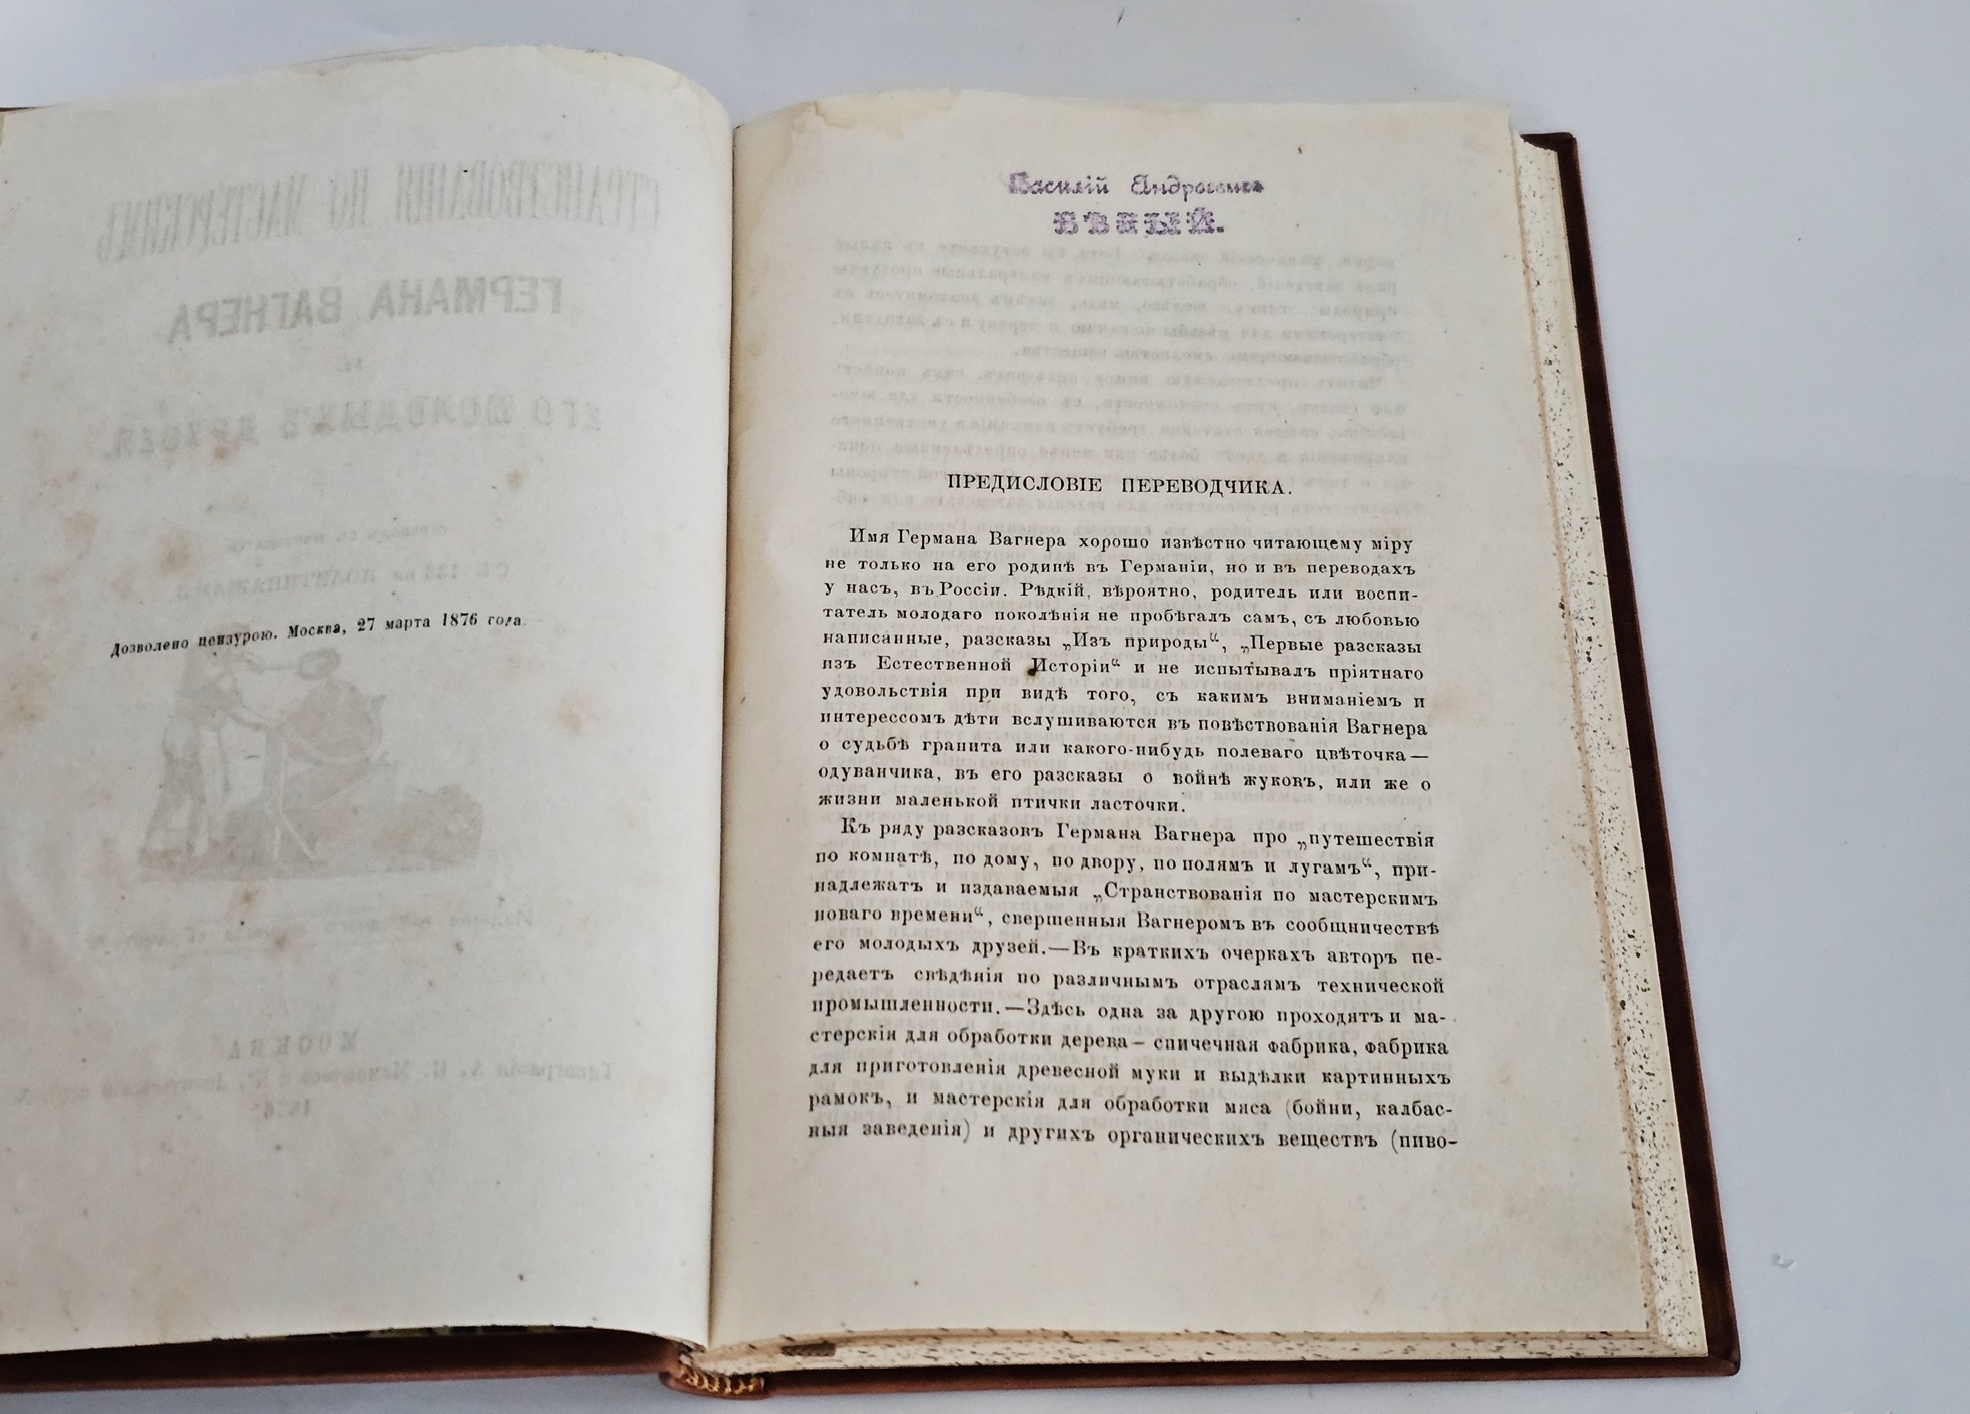 Дозволено цензурою. Москва, 27 марта 1876 года.
Василій
ПРЕДИСЛОВІЕ ПЕРЕВОДЧИКА.
Имя Германа Вагнера хорошо извѣстно читающему міру
не только на его родинѣ въ Германіи, но и въ переводахъ
у насъ, въ Россіи. Рѣдкій, вѣроятно, родитель или воспи-
татель молодаго поколѣнія не пробѣгалъ самъ, съ любовью
написанные, разсказы „Изъ природы“, „Первые разсказы
изъ Естественной Исторіи“ и не испытывалъ пріятнаго
удовольствія при видѣ того, съ какимъ вниманіемъ и
интерессомъ дѣти вслушиваются въ повѣствованія Вагнера
о судьбѣ гранита или какого-нибудь полеваго цвѣточка—
одуванчика, въ его разсказы о войнѣ жуковъ, или же о
жизни маленькой птички ласточки.
Къ ряду разсказовъ Германа Вагнера про „путешествія
по комнатѣ, по дому, по двору, по полямъ и лугамъ“, при-
надлежатъ и издаваемыя „Странствованія по мастерскимъ
новаго времени“, свершенныя Вагнеромъ въ сообщничествѣ
его молодыхъ друзей.—Въ краткихъ очеркахъ авторъ пе-
редаетъ свѣдѣнія по различнымъ отраслямъ технической
промышленности.—Здѣсь одна за другою проходятъ и ма-
стерскія для обработки дерева — спичечная фабрика, фабрика
для приготовленія древесной муки и выдѣлки картинныхъ
рамокъ, и мастерскія для обработки мяса (бойни, калбас-
ныя заведенія) и другихъ органическихъ веществъ (пиво-